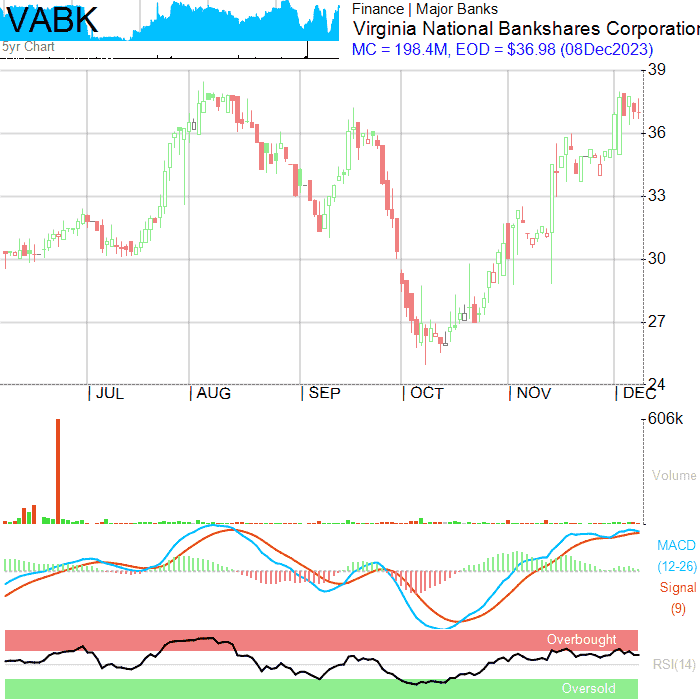 VABK
5yr Chart
Finance | Major Banks
Virginia National Bankshares Corporation
MC = 198.4M, EOD = $36.98 (08Dec2023)
39
36
33
30
27
24
JUL AUG SEP OCT NOV DEC
606k
Volume
MACD
(12-26)
Signal
(9)
Overbought
RSI(14)
Oversold